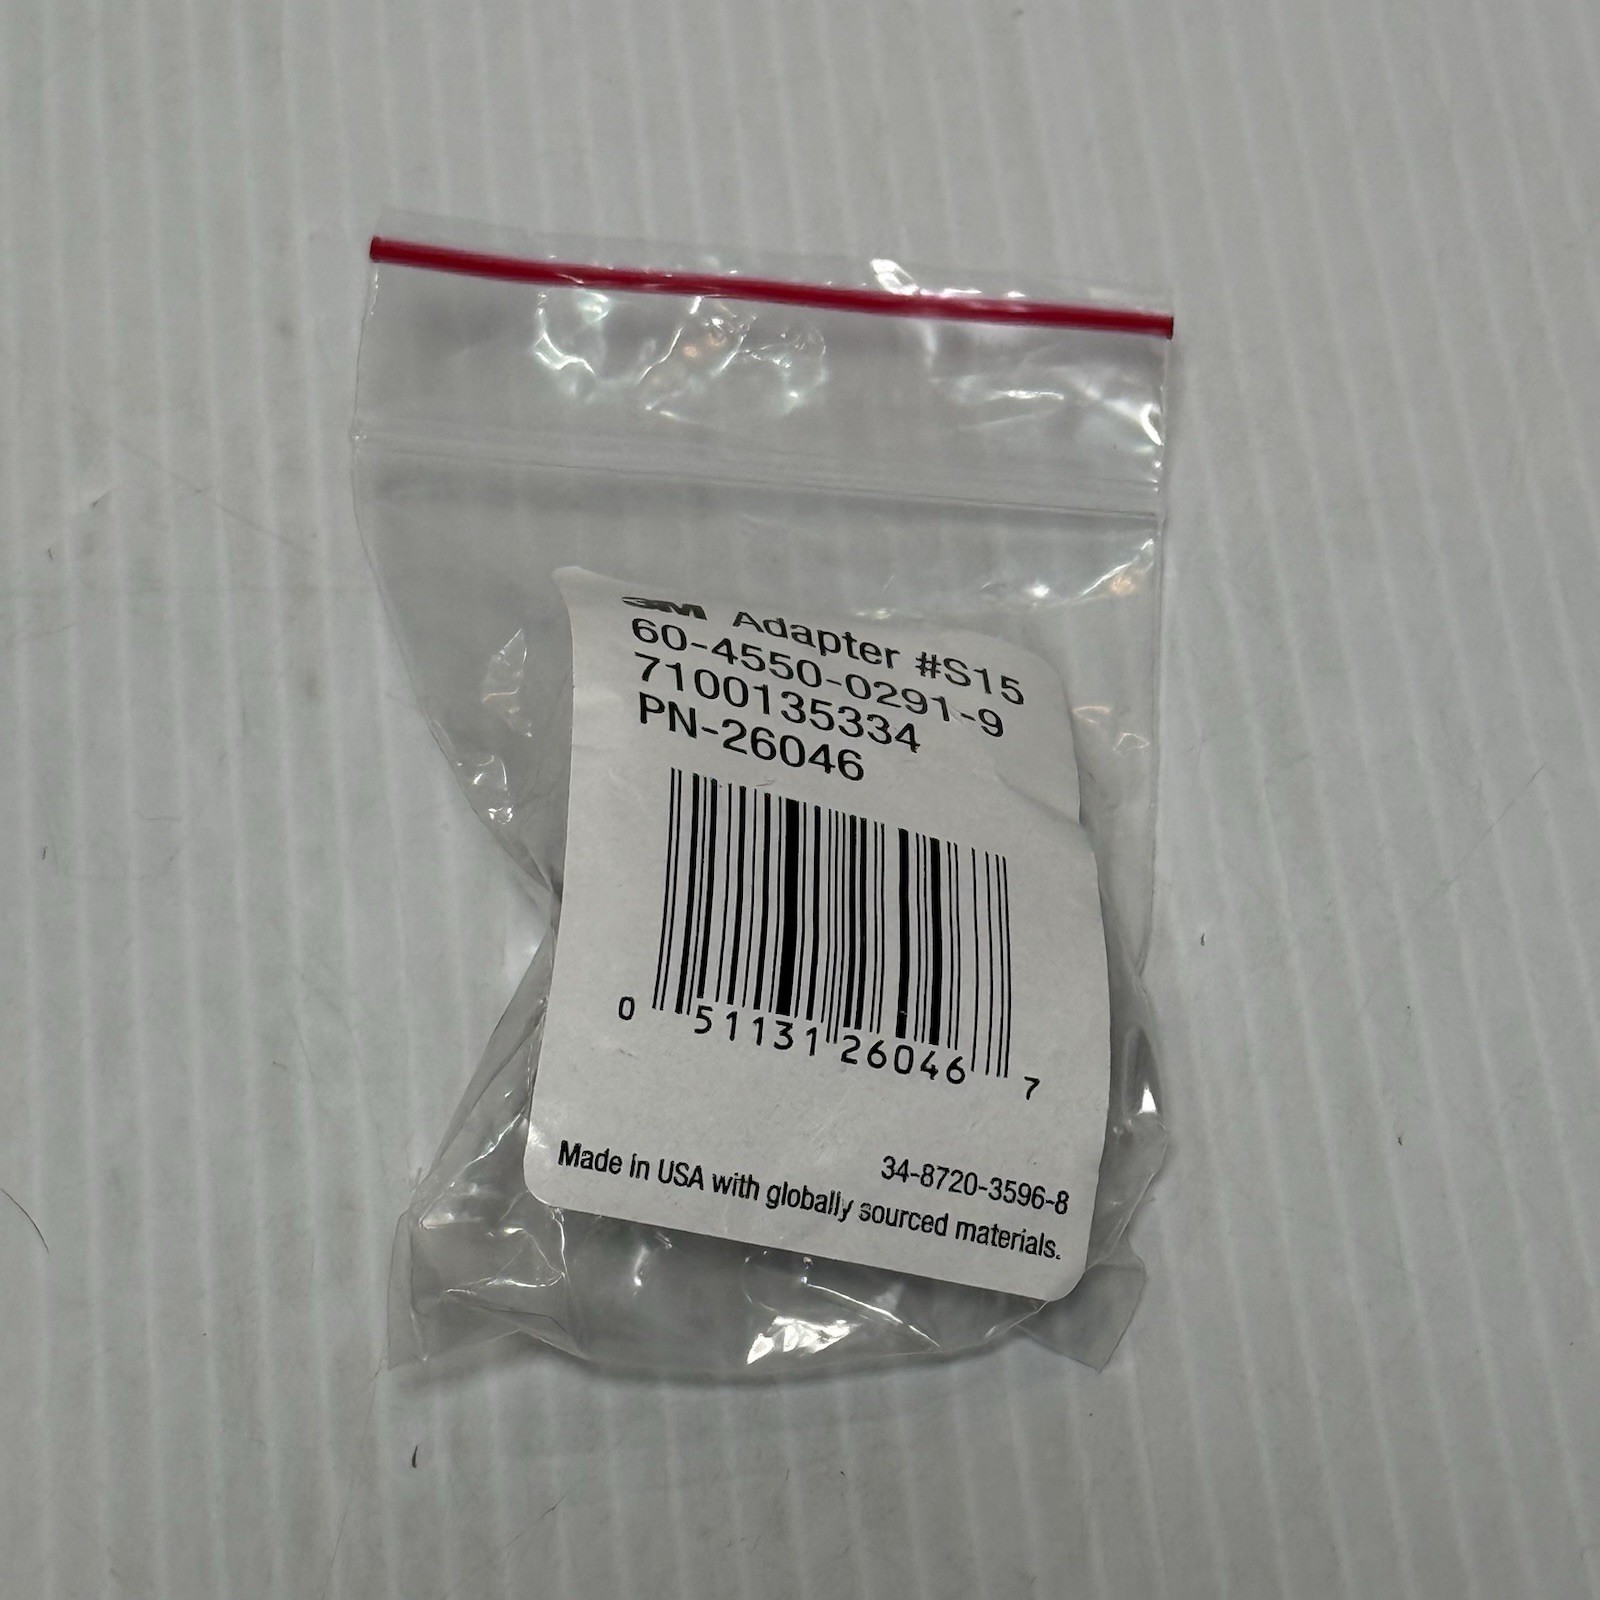 3M Adapter #S15
60-4550-0291-9
7100135334
PN-26046
0 51131 26046 7
34-8720-3596-8
Made in USA with globally sourced materials.